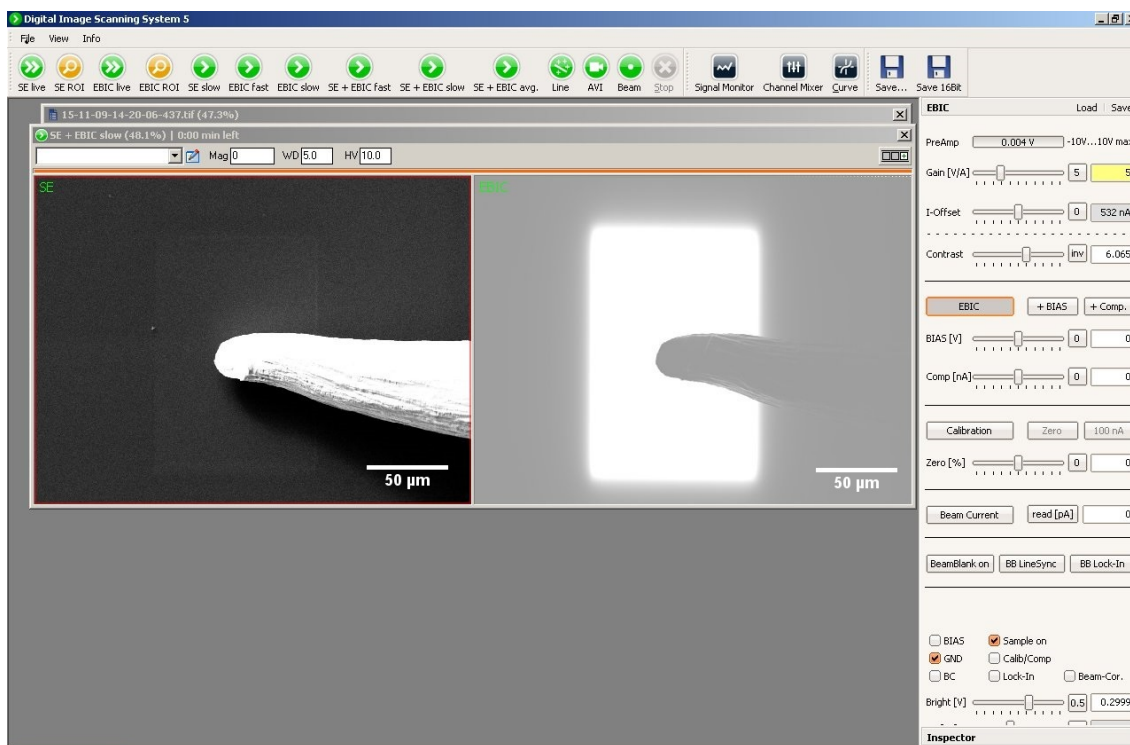 Digital Image Scanning System 5
File View Info
SE live SE ROI EBIC live EBIC ROI SE slow EBIC fast EBIC slow SE + EBIC fast SE + EBIC slow SE + EBIC avg. Line AVI Beam Stop Signal Monitor Channel Mixer Curve Save... Save 16Bit
15-11-09-14-20-06-437.tif (47.3%)
SE + EBIC slow (48.1%) | 0:00 min left
Mag 0 WD 5.0 HV 10.0
SE
50 µm
EBIC
50 µm
EBIC Load Save
PreAmp 0.004 V -10V...10V max
Gain [V/A] 5 5
I-Offset 0 532 nA
Contrast inv 6.065
EBIC + BIAS + Comp.
BIAS [V] 0 0
Comp [nA] 0 0
Calibration Zero 100 nA
Zero [%] 0 0
Beam Current read [pA] 0
BeamBlank on BB LineSync BB Lock-In
BIAS Sample on
GND Calib/Comp
BC Lock-In Beam-Cor.
Bright [V] 0.5 0.2999
Inspector